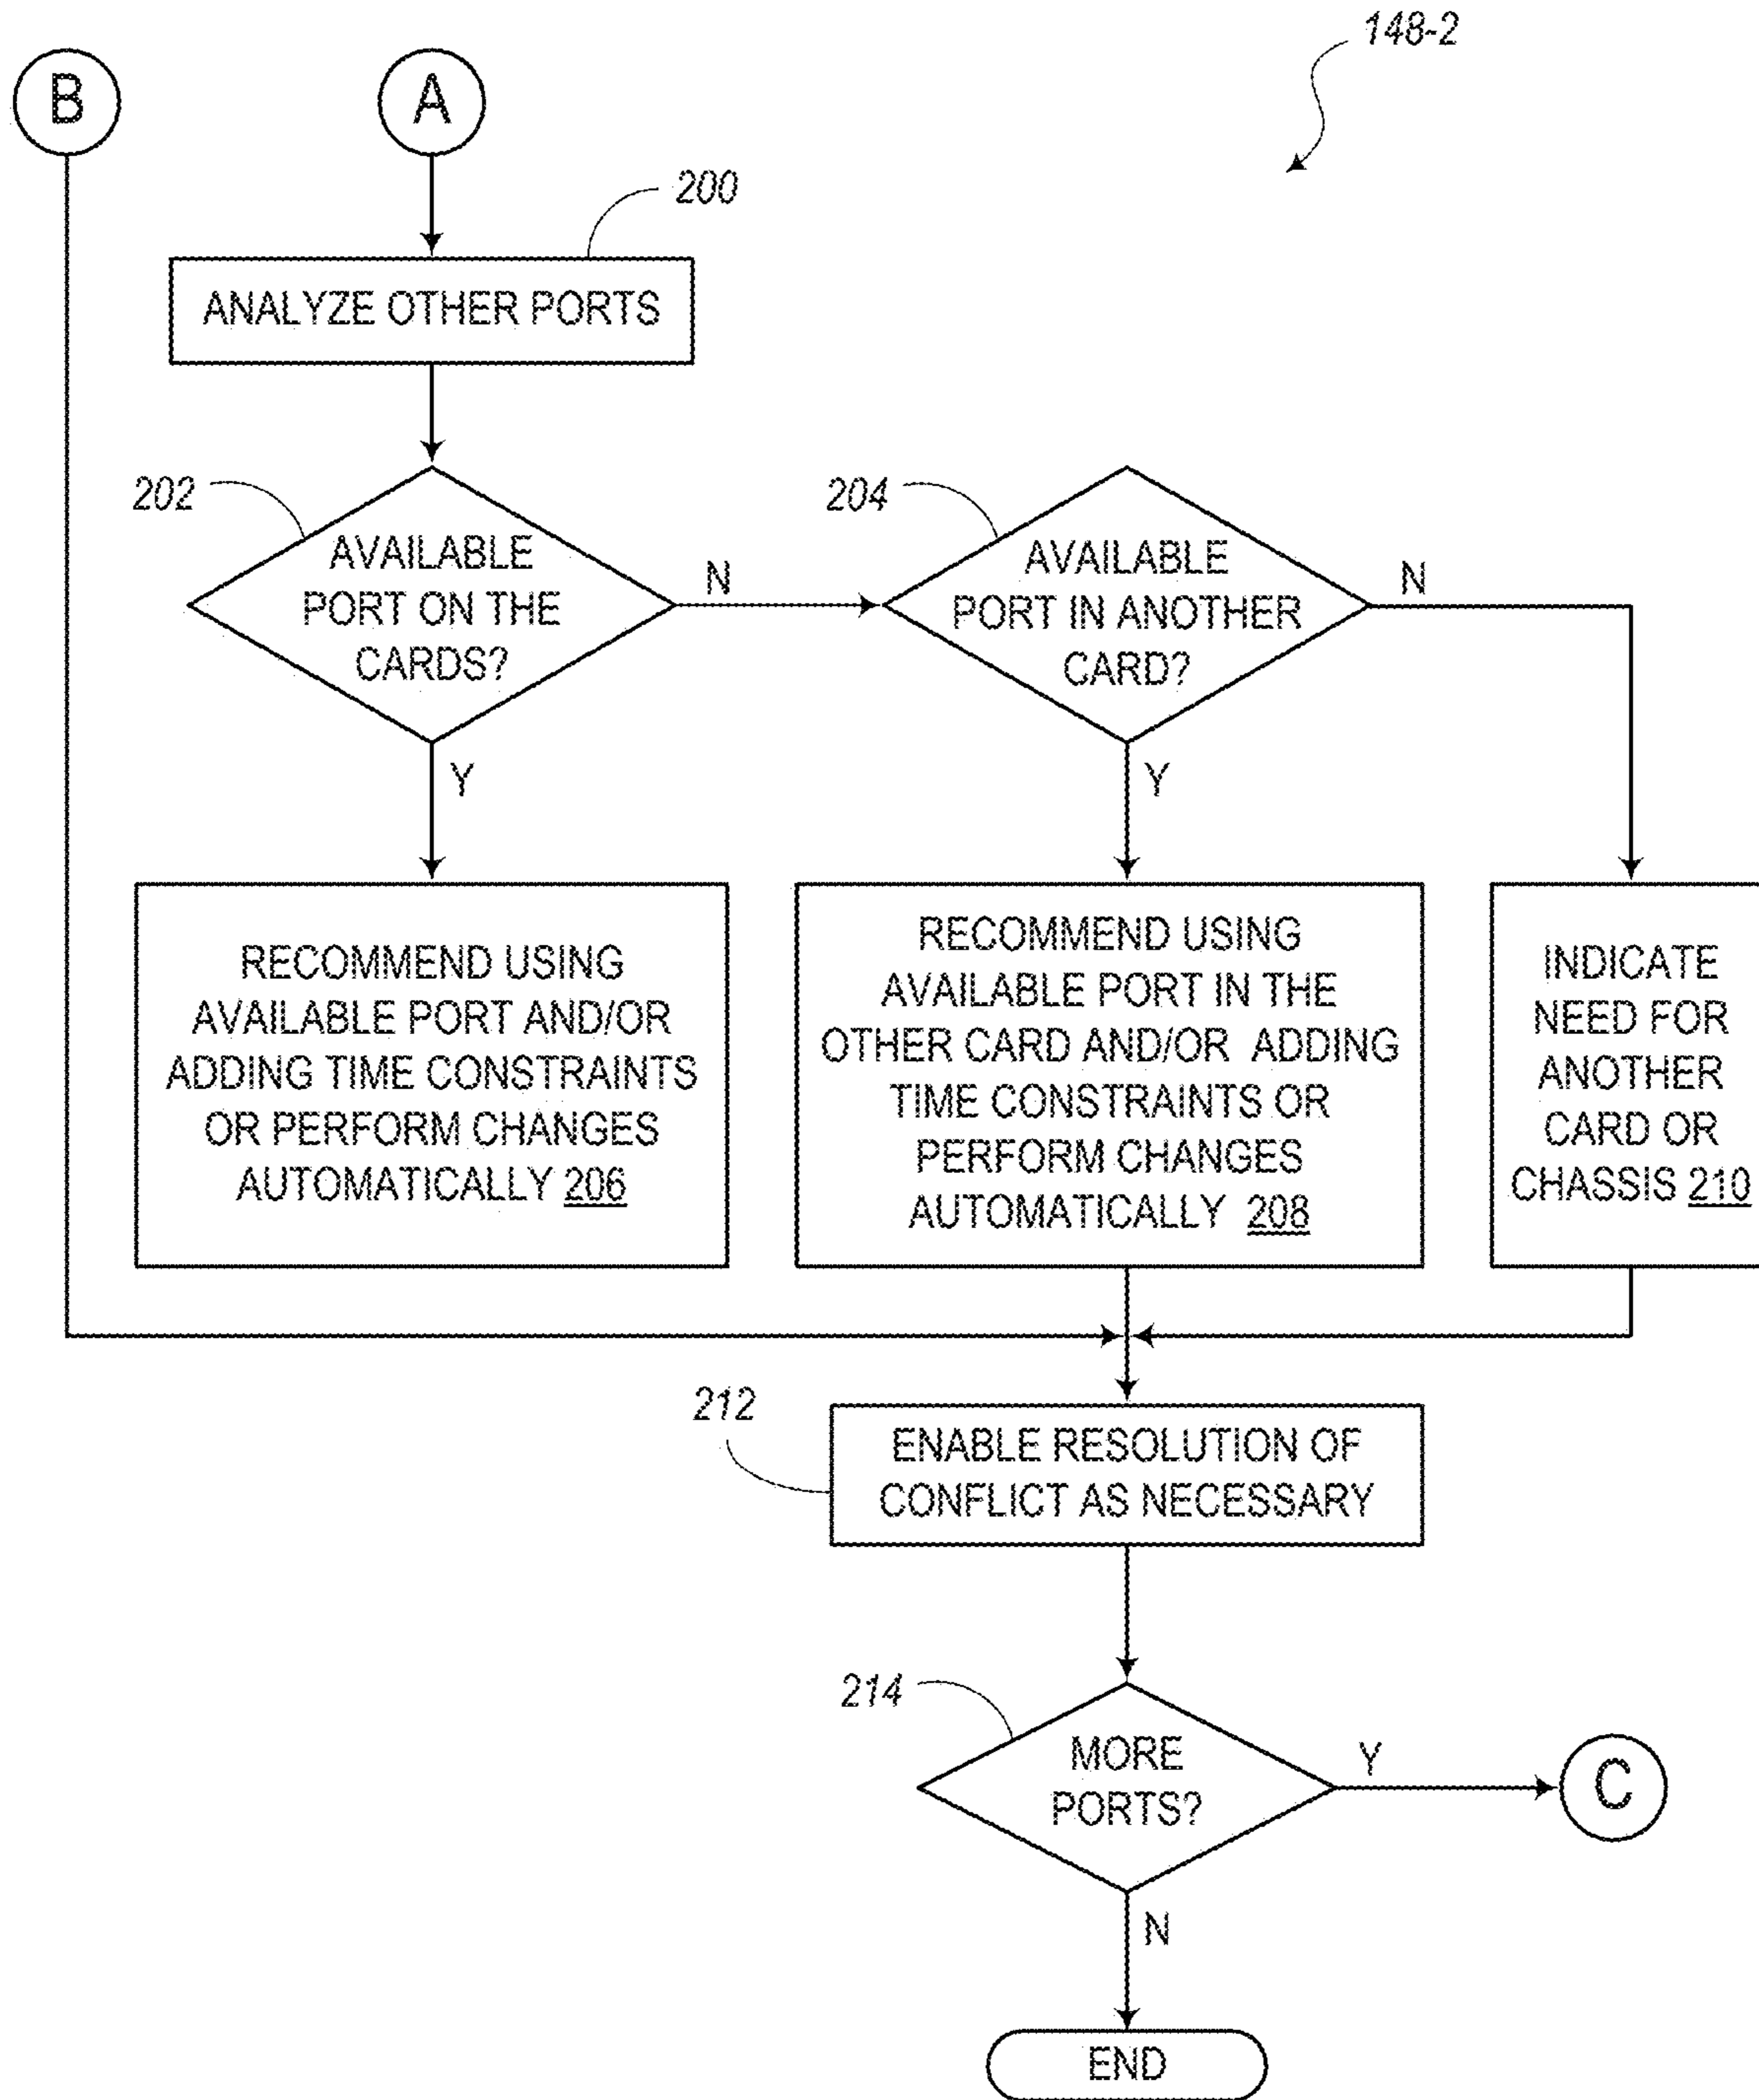 148-2
B
A
200
ANALYZE OTHER PORTS
202
AVAILABLE
PORT ON THE
CARDS?
N
204
AVAILABLE
PORT IN ANOTHER
CARD?
N
Y
Y
RECOMMEND USING
AVAILABLE PORT AND/OR
ADDING TIME CONSTRAINTS
OR PERFORM CHANGES
AUTOMATICALLY 206
RECOMMEND USING
AVAILABLE PORT IN THE
OTHER CARD AND/OR ADDING
TIME CONSTRAINTS OR
PERFORM CHANGES
AUTOMATICALLY 208
INDICATE
NEED FOR
ANOTHER
CARD OR
CHASSIS 210
212
ENABLE RESOLUTION OF
CONFLICT AS NECESSARY
214
MORE
PORTS?
Y
C
N
END